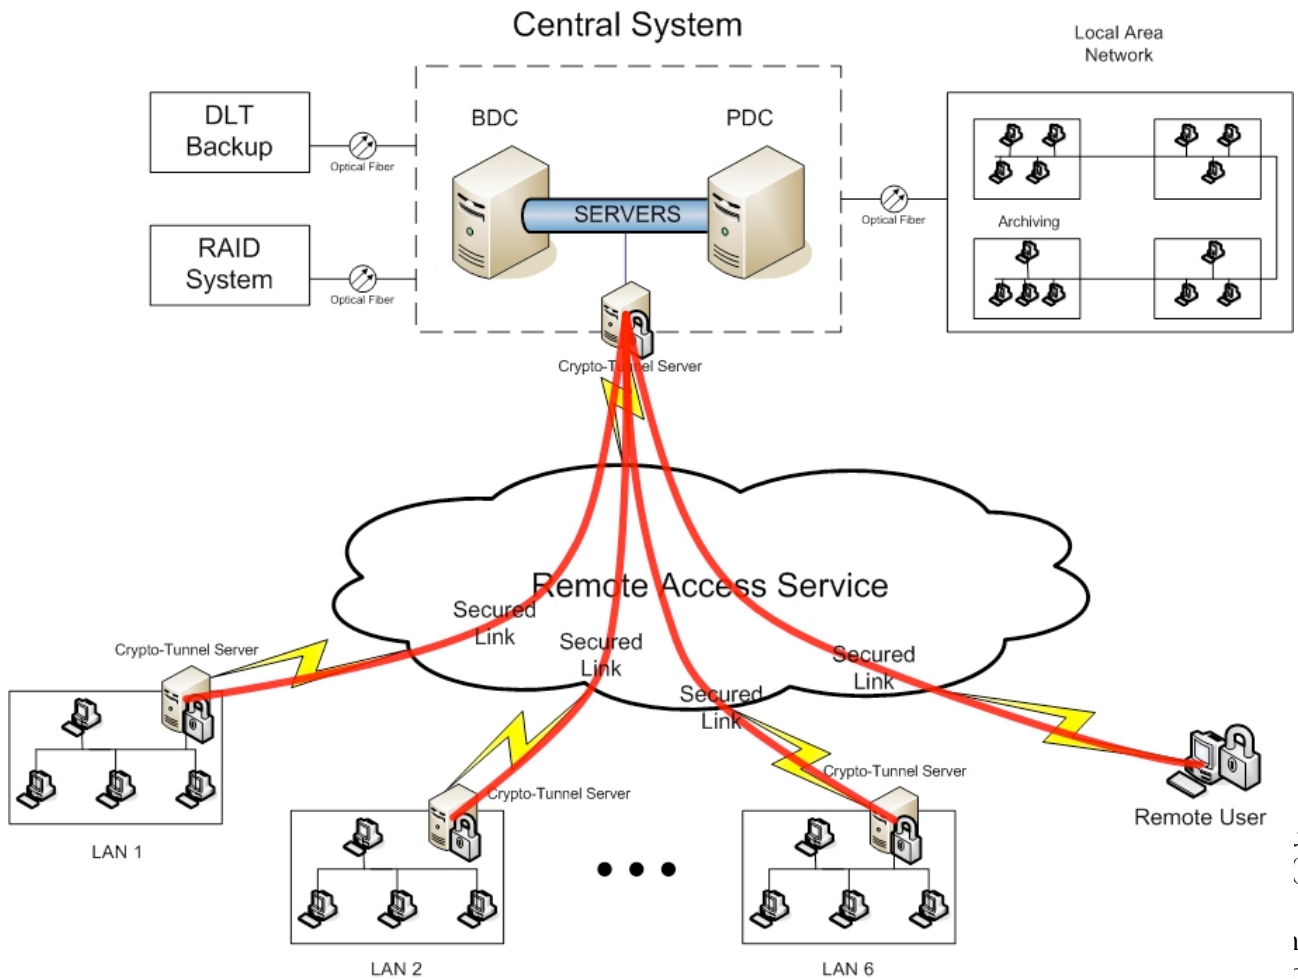 Central System
Local Area
Network
DLT
Backup
Optical Fiber
BDC
PDC
SERVERS
Optical Fiber
RAID
System
Optical Fiber
Archiving
Crypto-Tunnel Server
Remote Access Service
Secured
Link
Secured
Link
Secured
Link
Secured
Link
Crypto-Tunnel Server
LAN 1
Crypto-Tunnel Server
LAN 2
Crypto-Tunnel Server
LAN 6
Remote User